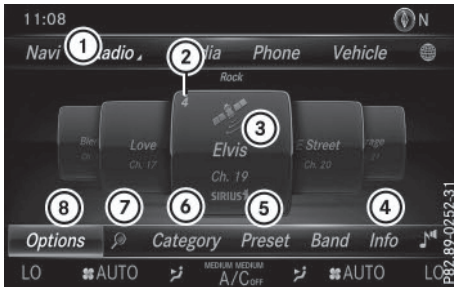 11:08 N
1 2
Navi Radio dia Phone Vehicle
Rock
4
3
Love Elvis E Street
Ch. 17 Ch. 19 Ch. 20
SIRIUS
8 7 6 5 4
Options Category Preset Band Info
LO AUTO MEDIUM MEDIUM AUTO LO
A/C OFF
P82.89-0252-31